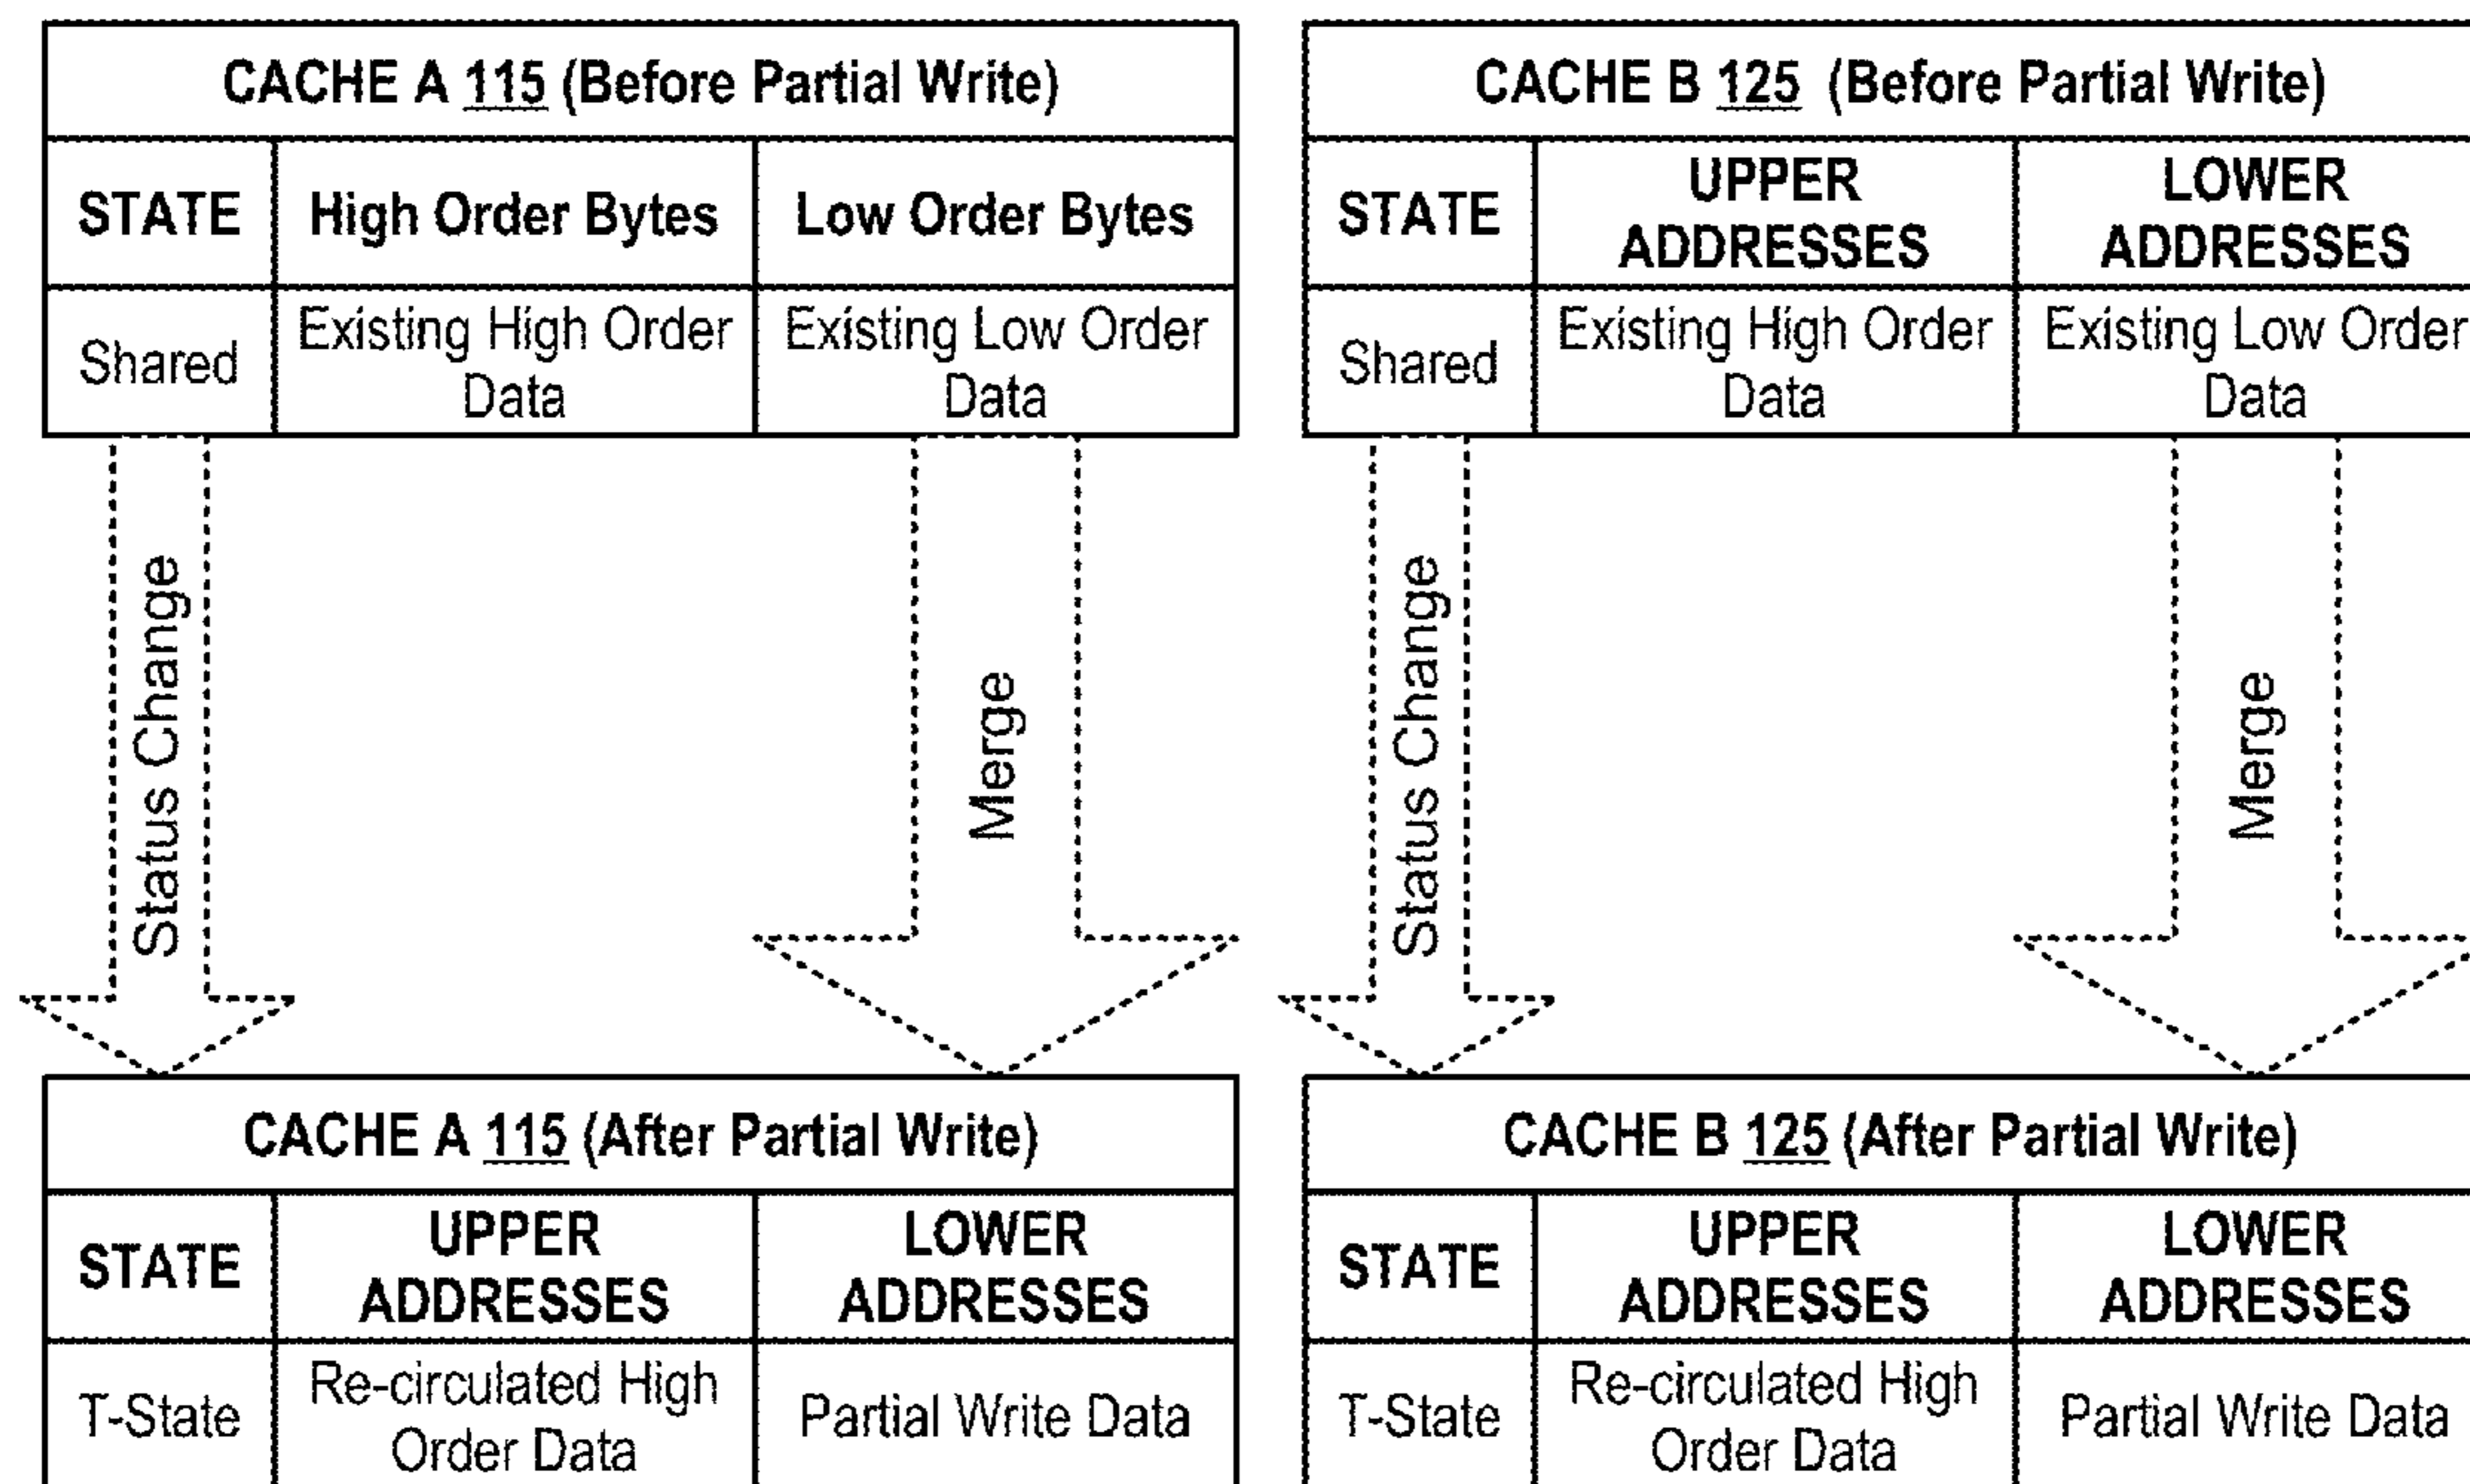 CACHE A 115 (Before Partial Write)
STATE
High Order Bytes
Low Order Bytes
Shared
Existing High Order
Data
Existing Low Order
Data
CACHE B 125 (Before Partial Write)
STATE
UPPER
ADDRESSES
LOWER
ADDRESSES
Shared
Existing High Order
Data
Existing Low Order
Data
Status Change
Merge
Status Change
Merge
CACHE A 115 (After Partial Write)
STATE
UPPER
ADDRESSES
LOWER
ADDRESSES
T-State
Re-circulated High
Order Data
Partial Write Data
CACHE B 125 (After Partial Write)
STATE
UPPER
ADDRESSES
LOWER
ADDRESSES
T-State
Re-circulated High
Order Data
Partial Write Data